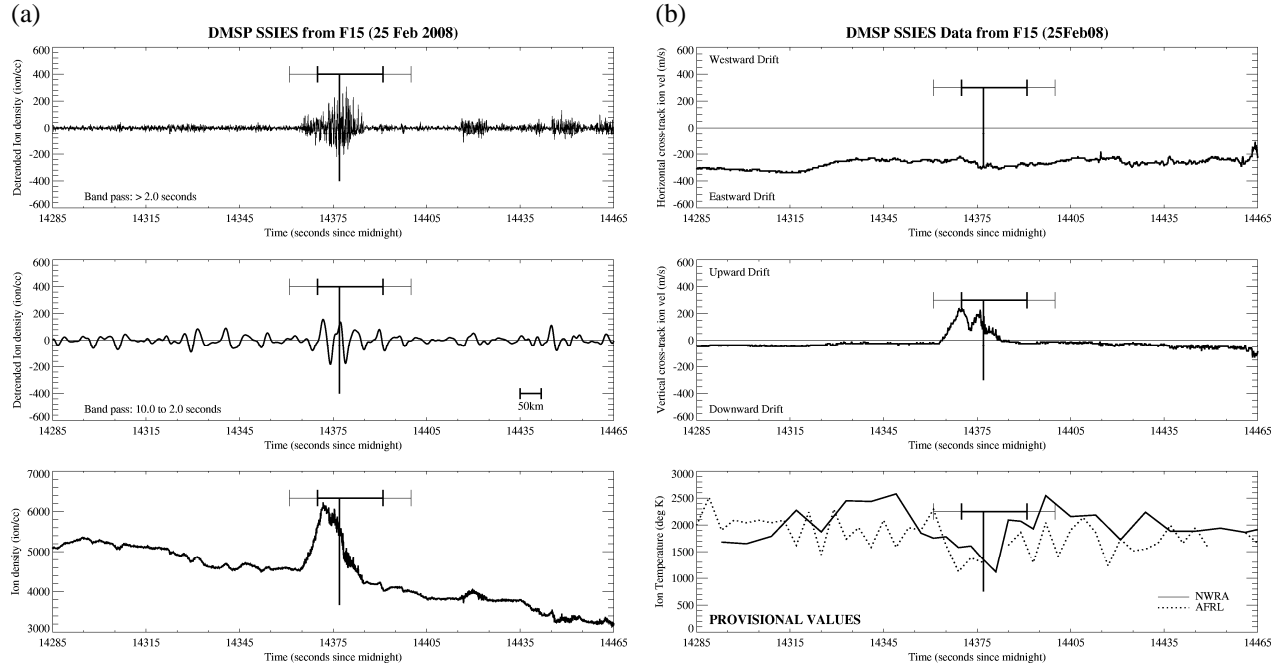 (a)
DMSP SSIES from F15 (25 Feb 2008)
Detrended Ion density (ion/cc)
600
400
200
0
-200
-400
-600
Band pass: > 2.0 seconds
14285 14315 14345 14375 14405 14435 14465
Time (seconds since midnight)
Detrended Ion density (ion/cc)
600
400
200
0
-200
-400
-600
Band pass: 10.0 to 2.0 seconds
50km
14285 14315 14345 14375 14405 14435 14465
Time (seconds since midnight)
Ion density (ion/cc)
7000
6000
5000
4000
3000
14285 14315 14345 14375 14405 14435 14465
Time (seconds since midnight)
(b)
DMSP SSIES Data from F15 (25Feb08)
Horizontal cross-track ion vel (m/s)
600
400
200
0
-200
-400
-600
Westward Drift
Eastward Drift
14285 14315 14345 14375 14405 14435 14465
Time (seconds since midnight)
Vertical cross-track ion vel (m/s)
600
400
200
0
-200
-400
-600
Upward Drift
Downward Drift
14285 14315 14345 14375 14405 14435 14465
Time (seconds since midnight)
Ion Temperature (deg K)
3000
2500
2000
1500
1000
500
0
NWRA
AFRL
PROVISIONAL VALUES
14285 14315 14345 14375 14405 14435 14465
Time (seconds since midnight)